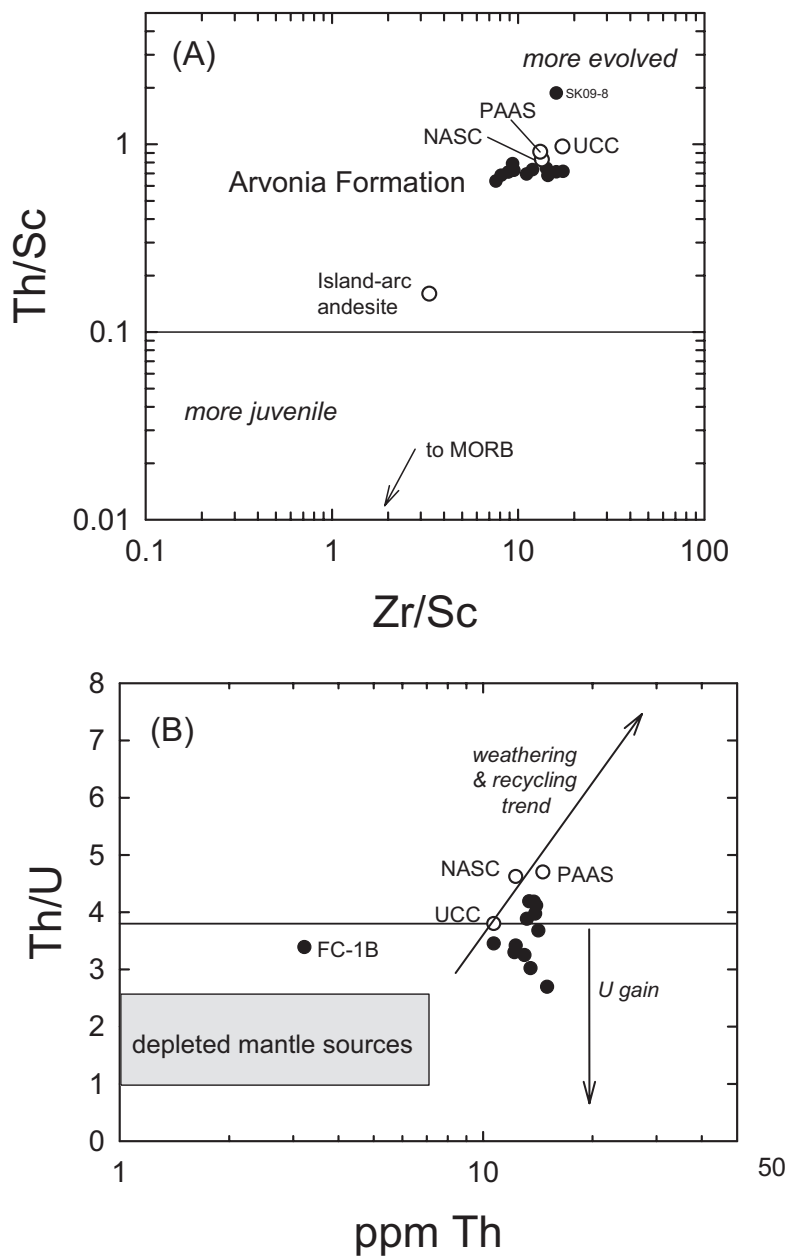 (A)
more evolved
SK09-8
PAAS
NASC
UCC
Arvonia Formation
Island-arc
andesite
more juvenile
to MORB
Th/Sc
1
0.1
0.01
0.1
1
10
100
Zr/Sc
(B)
weathering
& recycling
trend
NASC
PAAS
UCC
FC-1B
U gain
depleted mantle sources
Th/U
8
7
6
5
4
3
2
1
0
1
10
50
ppm Th